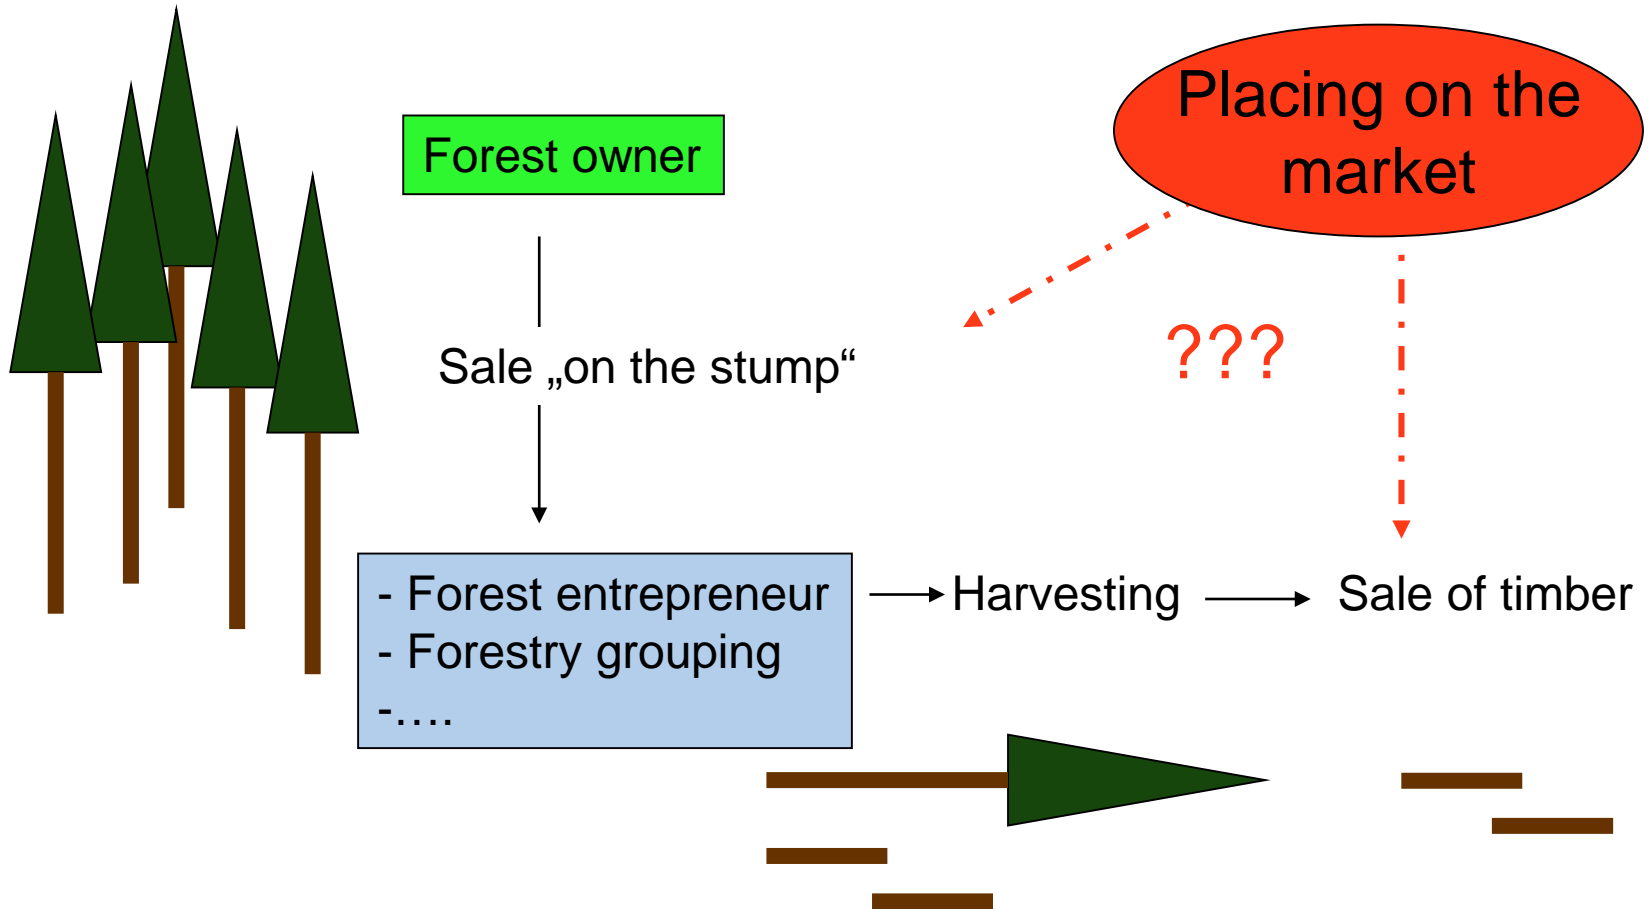 Placing on the
market
Forest owner
???
Sale „on the stump“
- Forest entrepreneur
- Forestry grouping
-….
Harvesting
Sale of timber